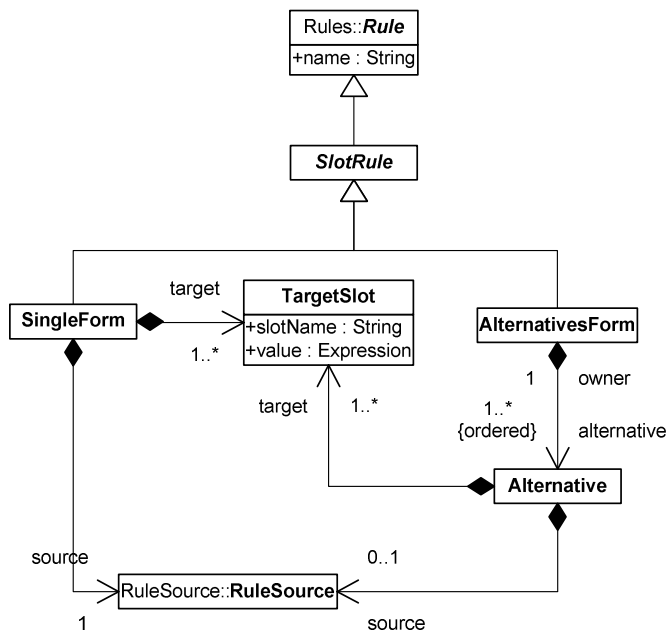 Rules::Rule
+name : String
SlotRule
target
TargetSlot
SingleForm
+slotName : String
AlternativesForm
+value : Expression
1..*
1
owner
target
1..*
1..*
{ordered}
alternative
Alternative
source
0..1
RuleSource::RuleSource
1
source